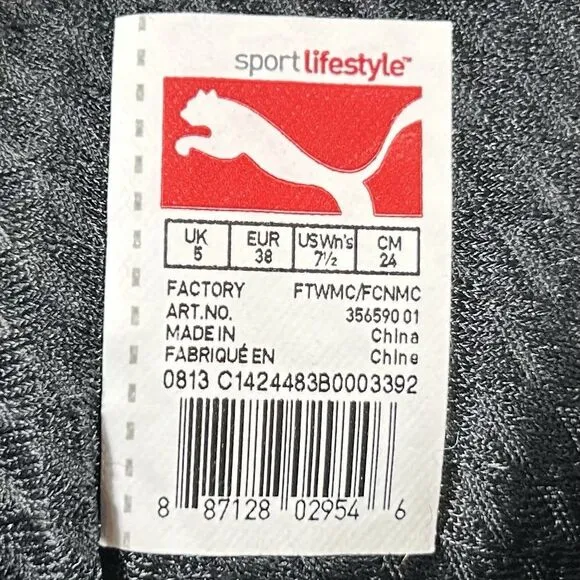 sport lifestyle™
UK EUR US Wn's CM
5 38 7½ 24
FACTORY FTWMC/FCNMC
ART.NO. 356590 01
MADE IN China
FABRIQUÉ EN Chine
0813 C1424483B0003392
8 87128 02954 6